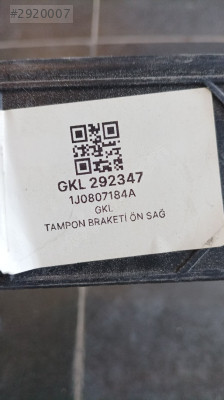 #2920007
GKL 292347
1J0807184A
GKL
TAMPON BRAKETİ ÖN SAĞ